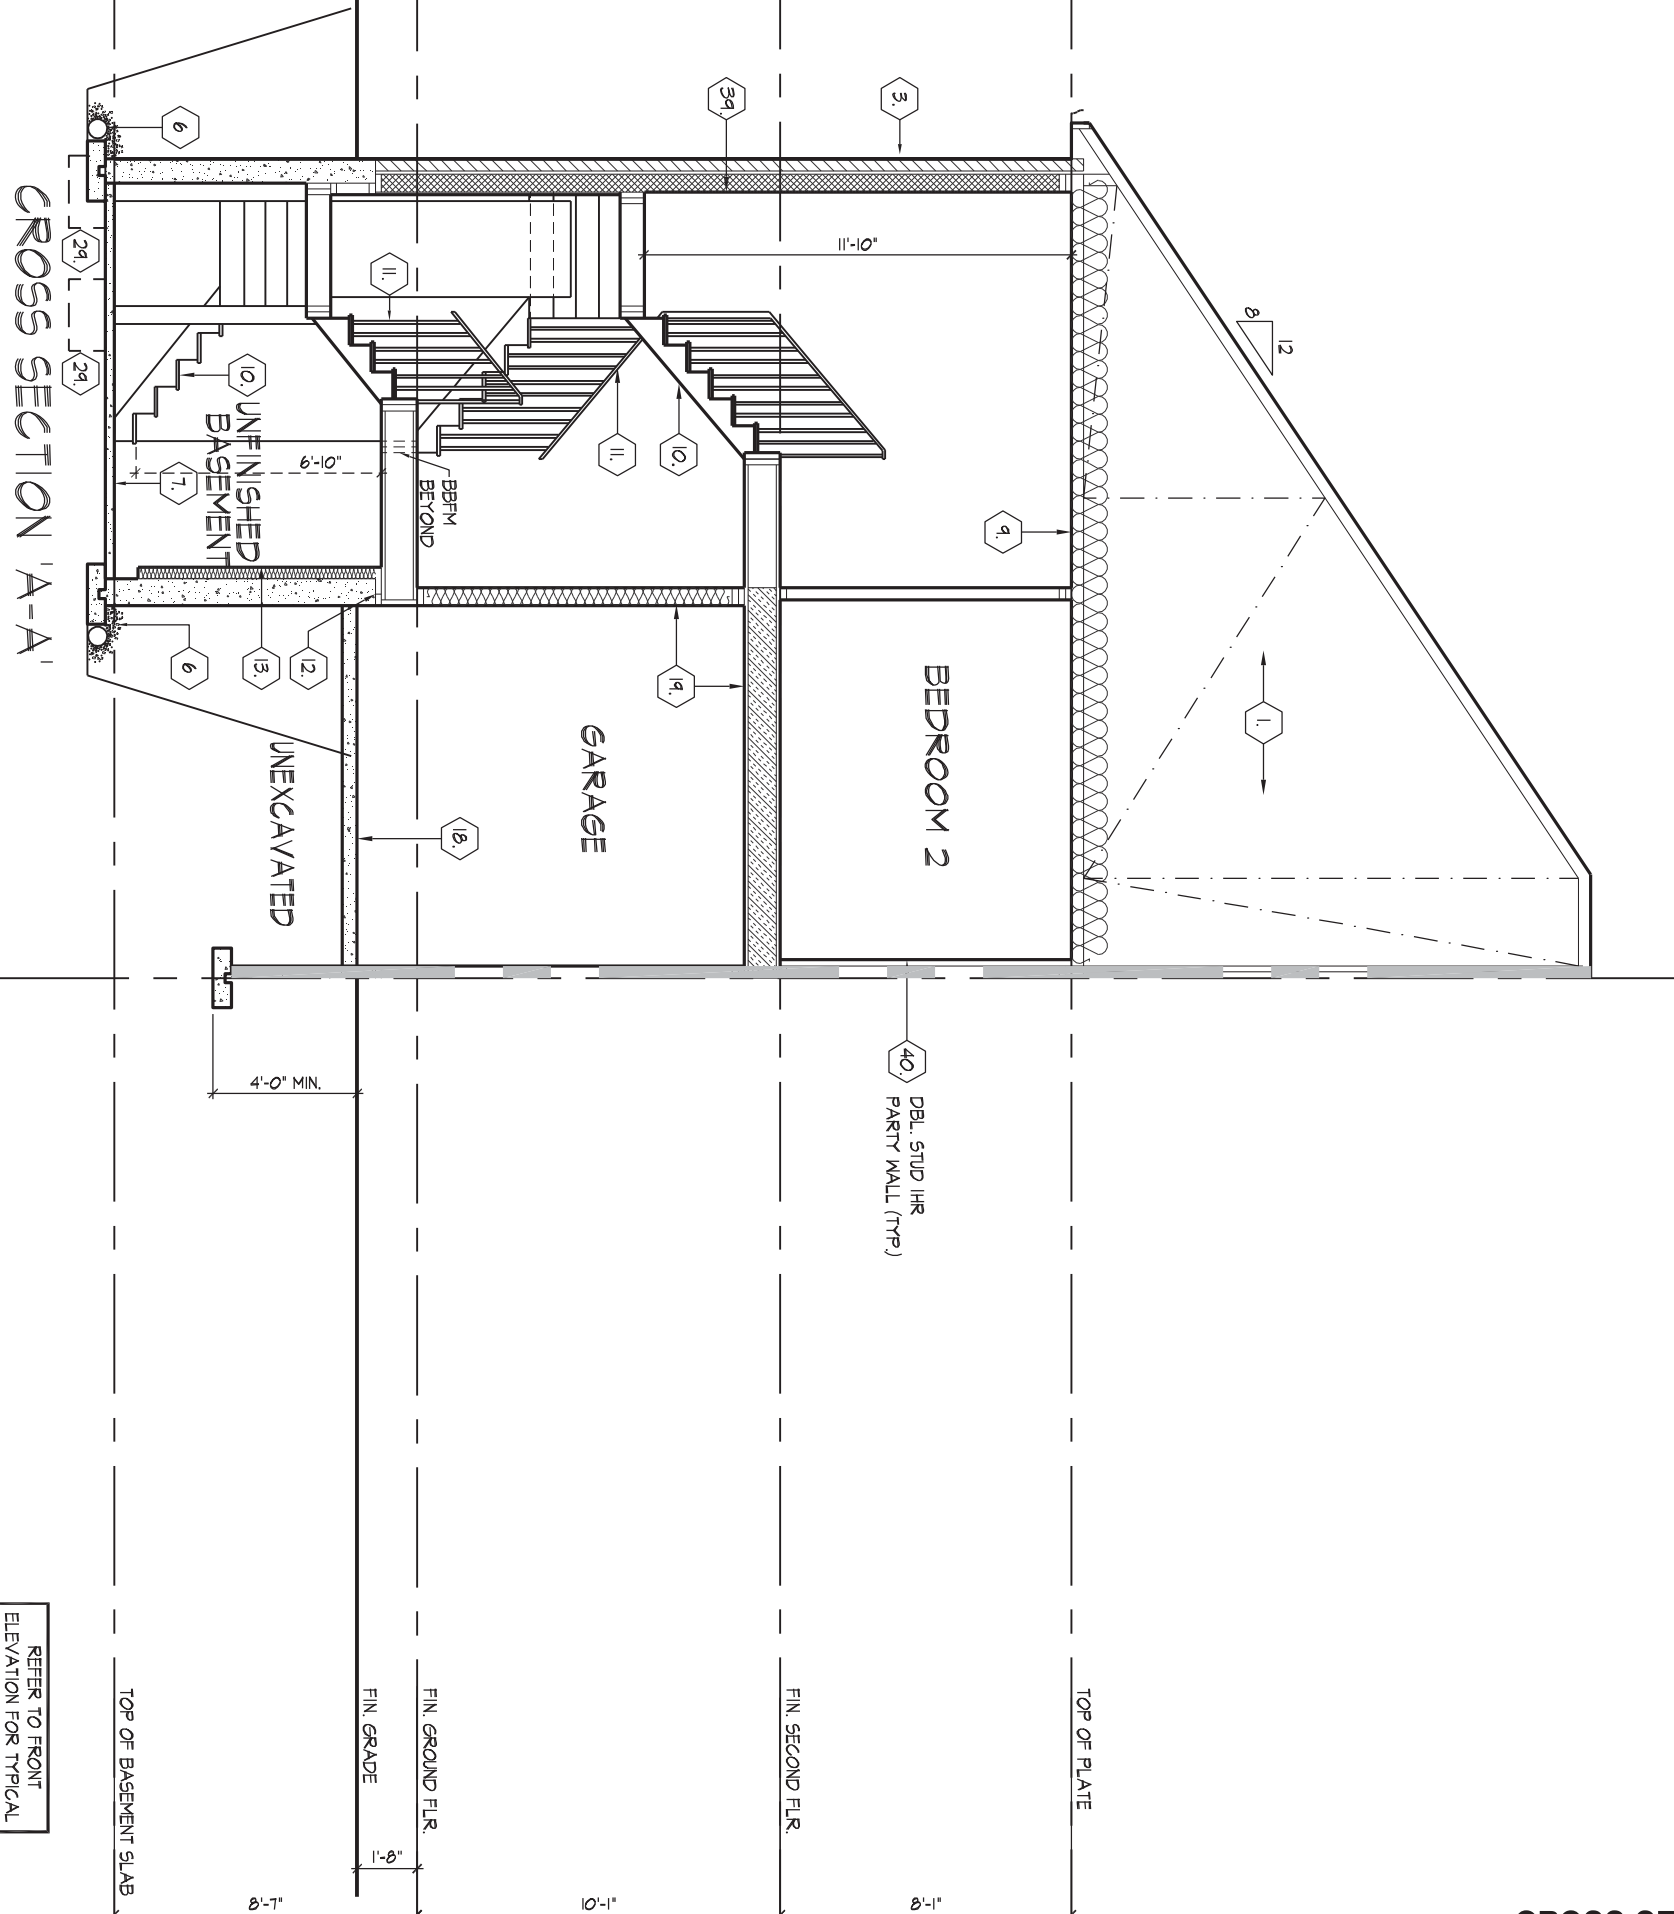 8
12
1.
TOP OF PLATE
8'-1"
3.
39.
11'-10"
9.
BEDROOM 2
40.
DBL. STUD 1HR
PARTY WALL (TYP.)
FIN. SECOND FLR.
10'-1"
10.
11.
19.
GARAGE
11.
BBFM
BEYOND
18.
FIN. GROUND FLR.
1'-8"
FIN. GRADE
6'-10"
12.
13.
6
UNEXCAVATED
4'-0" MIN.
8'-7"
10.
UNFINISHED
BASEMENT
7.
6
29.
29.
TOP OF BASEMENT SLAB
CROSS SECTION 'A-A'
REFER TO FRONT
ELEVATION FOR TYPICAL